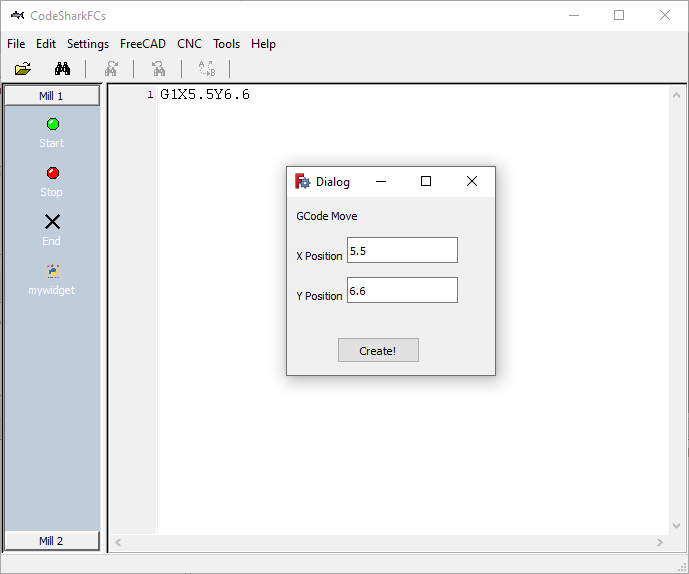 CodeSharkFCs
File Edit Settings FreeCAD CNC Tools Help
Mill 1
Start
Stop
End
mywidget
Mill 2
1 G1X5.5Y6.6
Dialog
GCode Move
X Position 5.5
Y Position 6.6
Create!